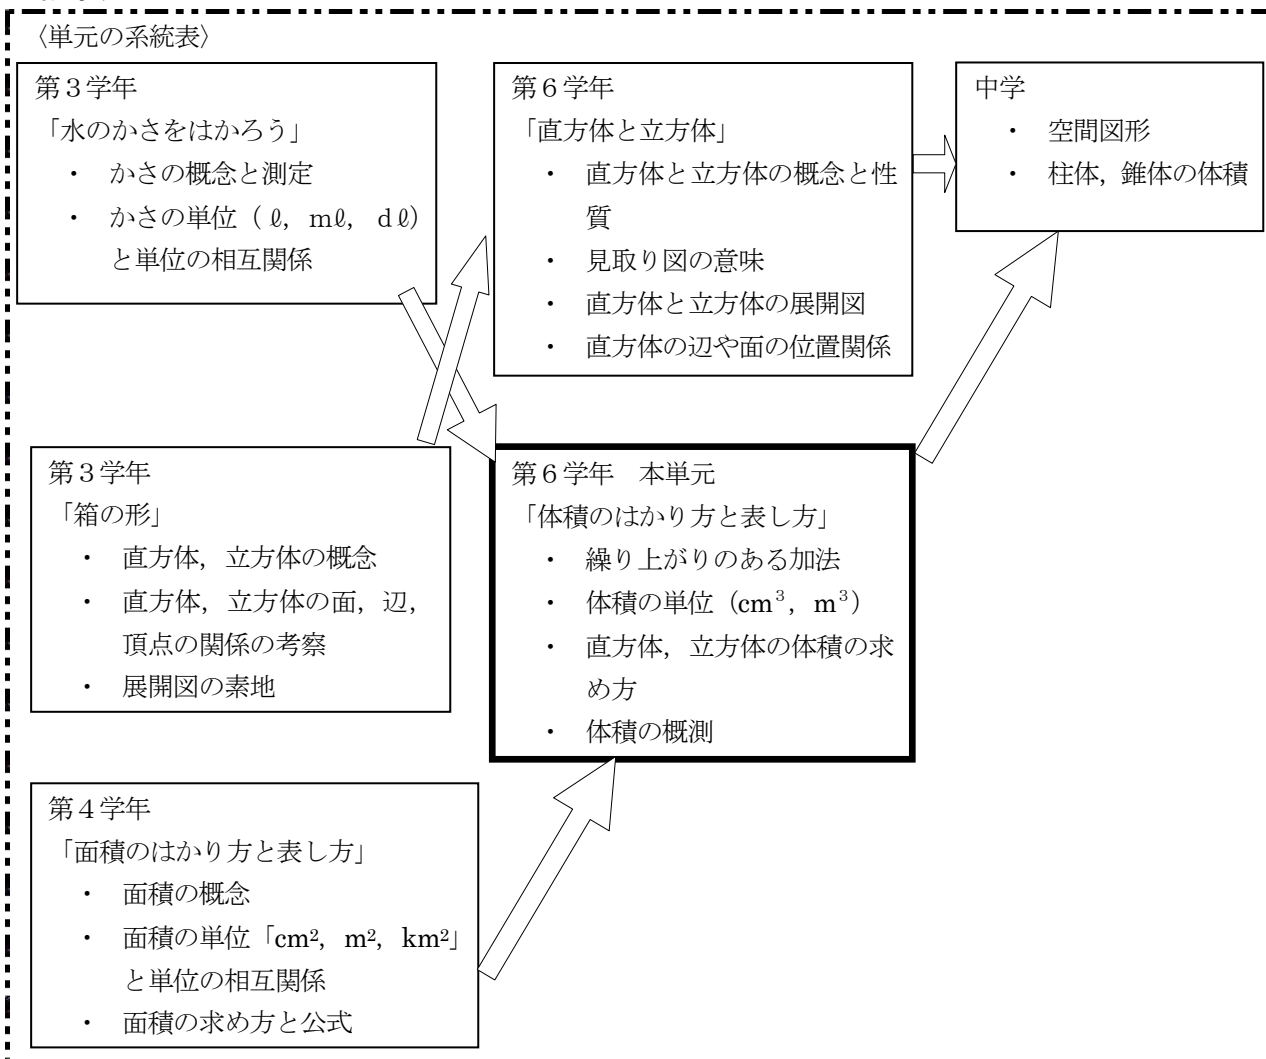 〈単元の系統表〉
第３学年
「水のかさをはかろう」
・ かさの概念と測定
・ かさの単位（ℓ，mℓ，dℓ）
と単位の相互関係
第６学年
「直方体と立方体」
・ 直方体と立方体の概念と性
質
・ 見取り図の意味
・ 直方体と立方体の展開図
・ 直方体の辺や面の位置関係
中学
・ 空間図形
・ 柱体，錐体の体積
第３学年
「箱の形」
・ 直方体，立方体の概念
・ 直方体，立方体の面，辺，
頂点の関係の考察
・ 展開図の素地
第６学年　本単元
「体積のはかり方と表し方」
・ 繰り上がりのある加法
・ 体積の単位（cm³，m³）
・ 直方体，立方体の体積の求
め方
・ 体積の概測
第４学年
「面積のはかり方と表し方」
・ 面積の概念
・ 面積の単位「cm²，m²，km²」
と単位の相互関係
・ 面積の求め方と公式